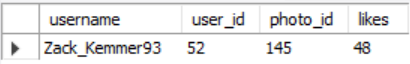 username user_id photo_id likes
Zack_Kemmer93 52 145 48